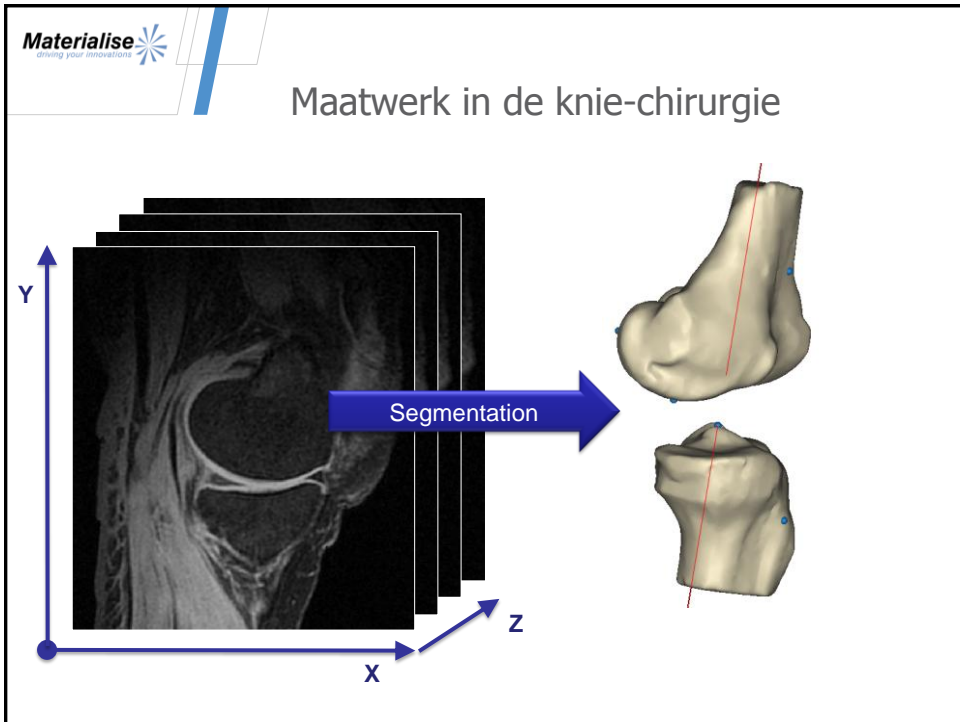 Materialise
driving your innovations
Maatwerk in de knie-chirurgie
Y
Segmentation
Z
X